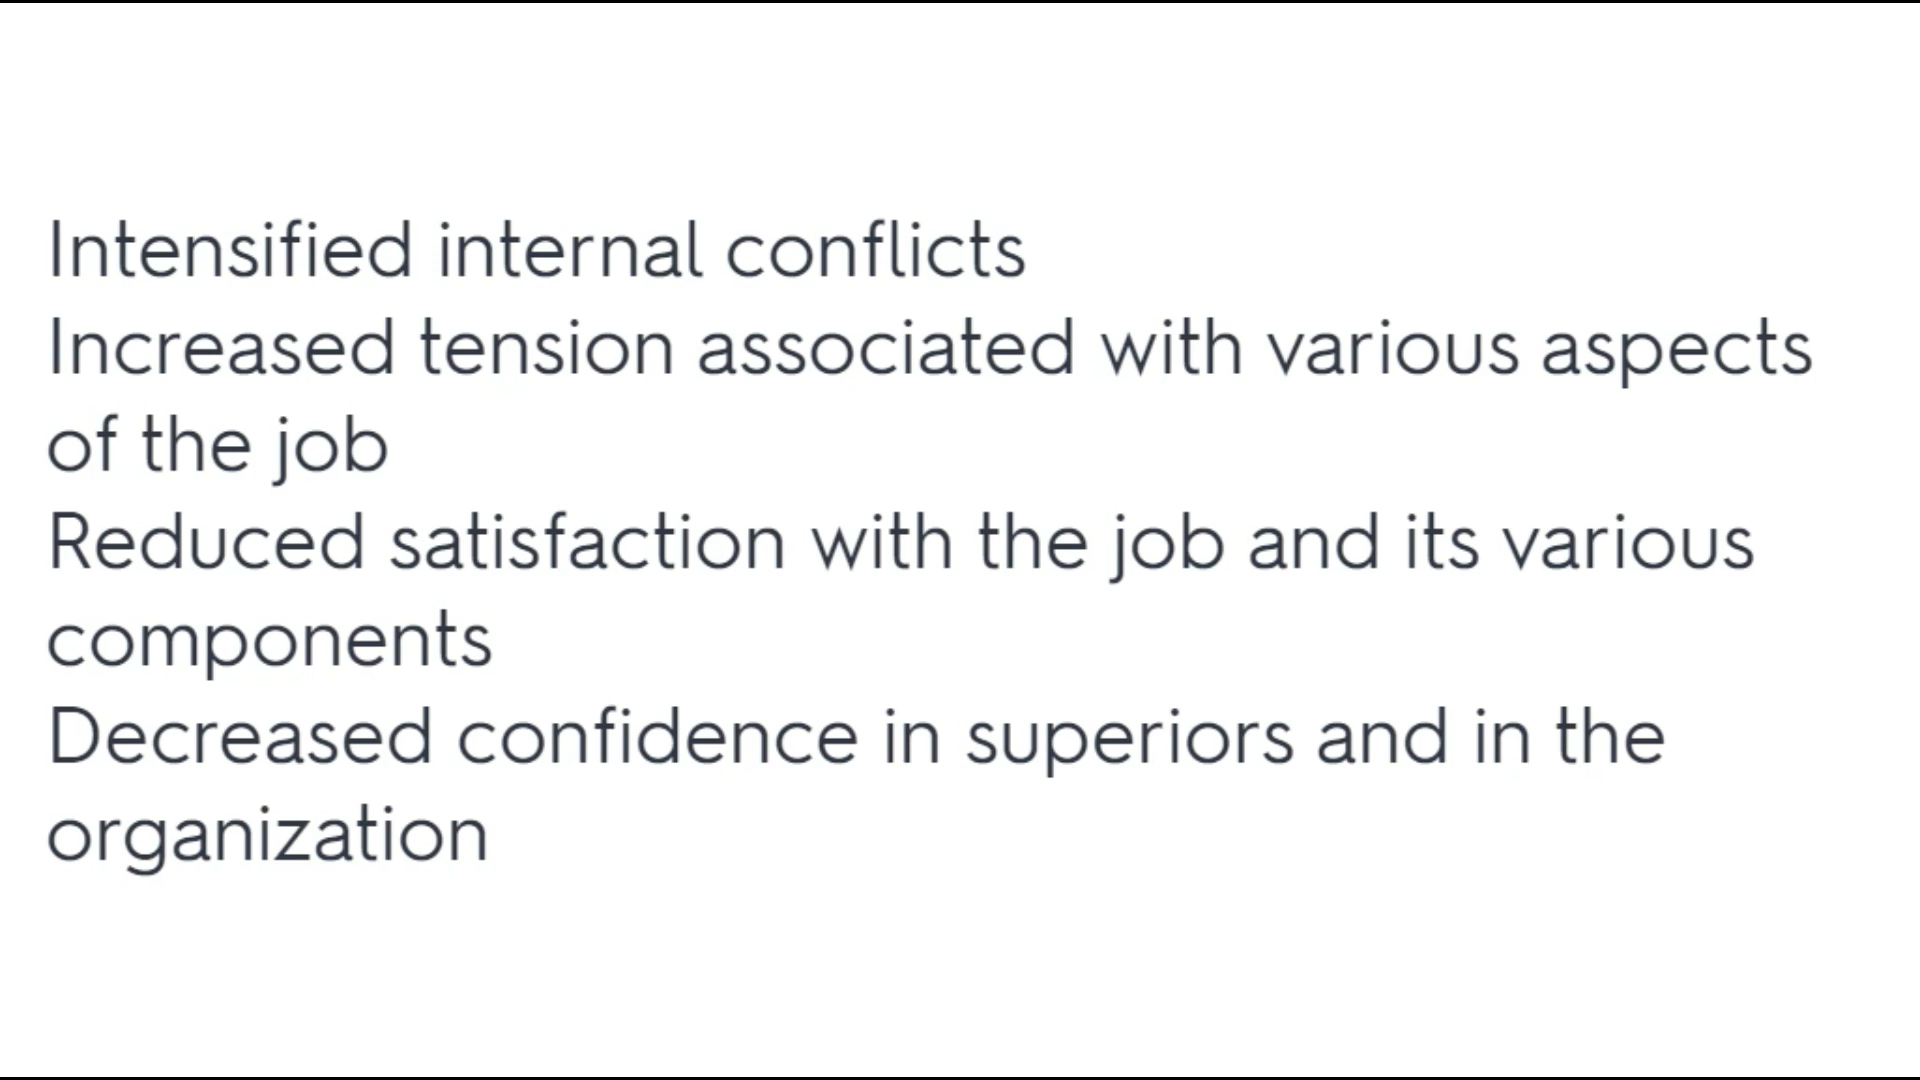 Intensified internal conflicts
Increased tension associated with various aspects
of the job
Reduced satisfaction with the job and its various
components
Decreased confidence in superiors and in the
organization